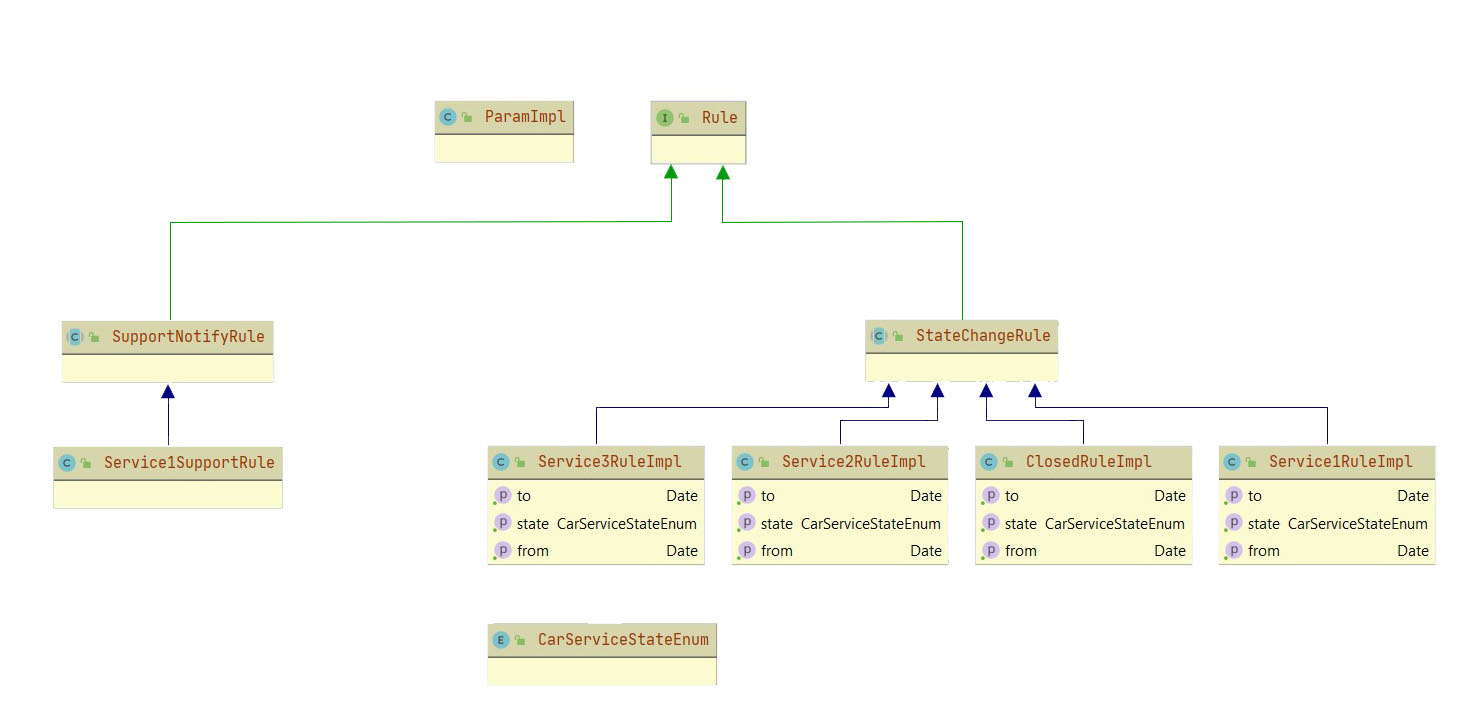 C ParamImpl
I Rule
C SupportNotifyRule
C StateChangeRule
C Service1SupportRule
C Service3RuleImpl
p to Date
p state CarServiceStateEnum
p from Date
C Service2RuleImpl
p to Date
p state CarServiceStateEnum
p from Date
C ClosedRuleImpl
p to Date
p state CarServiceStateEnum
p from Date
C Service1RuleImpl
p to Date
p state CarServiceStateEnum
p from Date
E CarServiceStateEnum